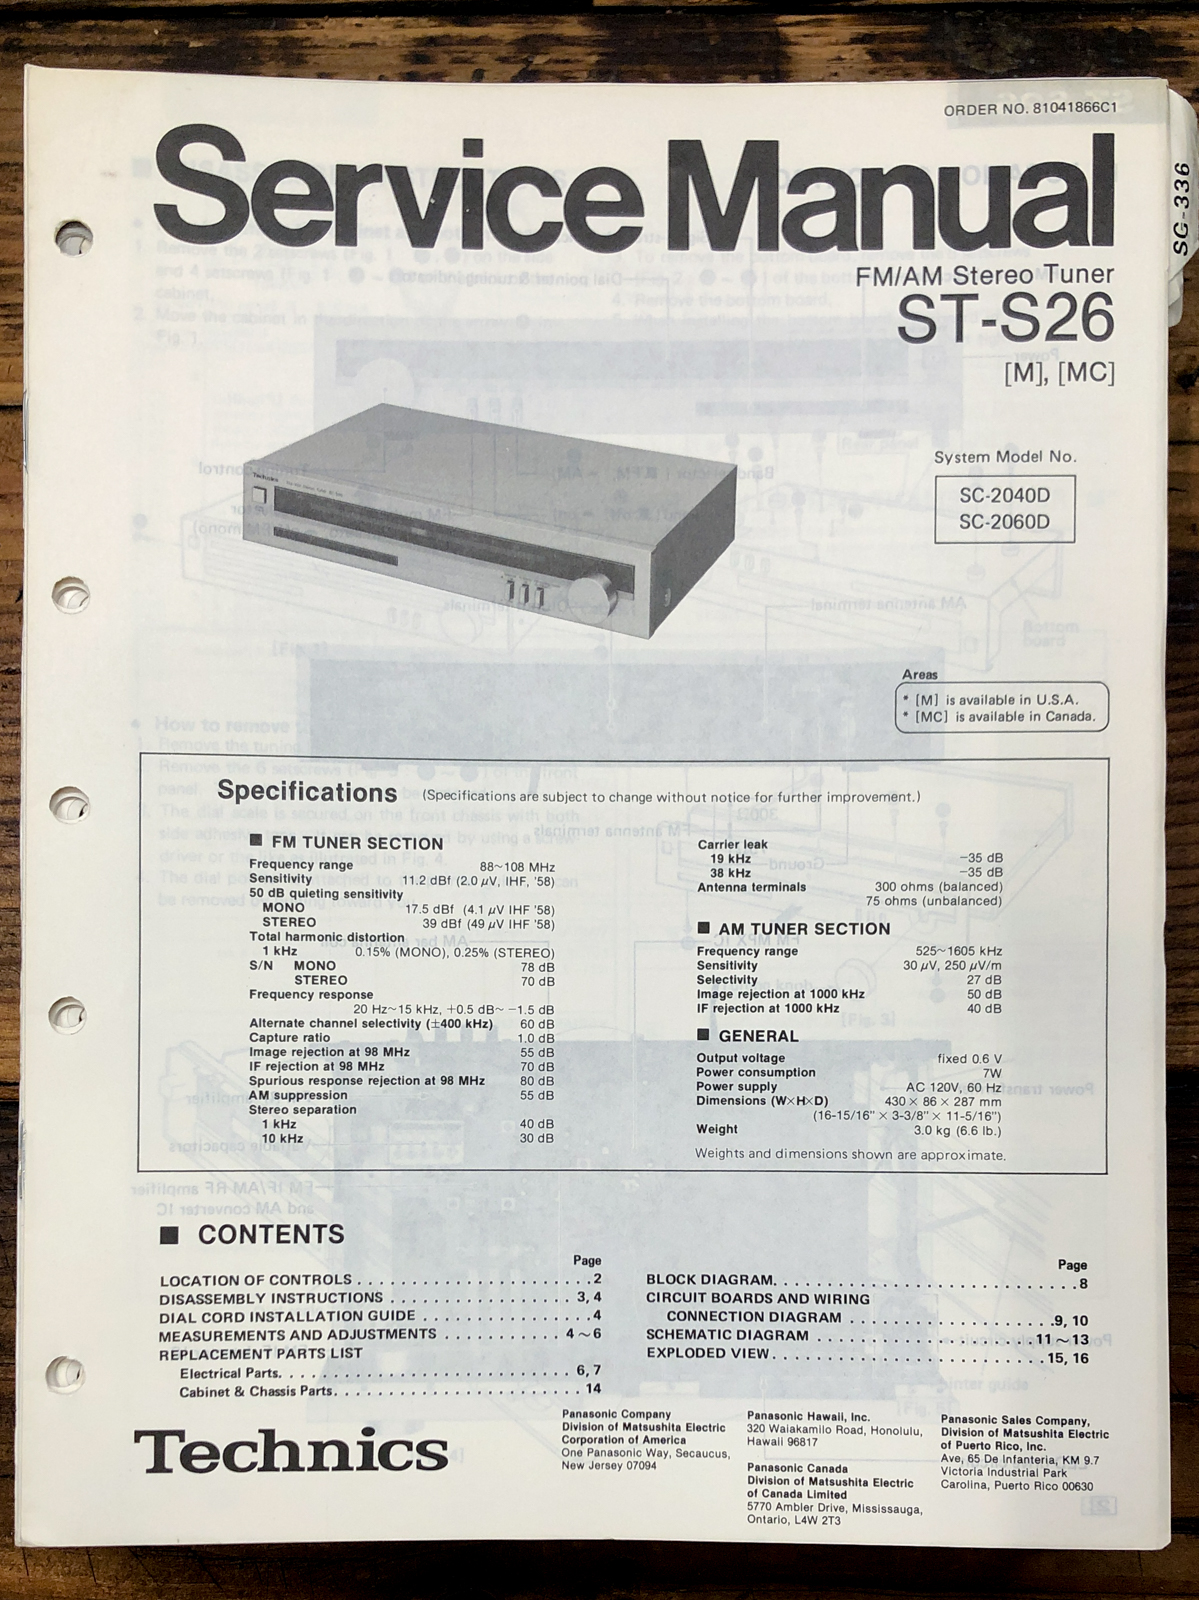 ORDER NO. 81041866C1
Service Manual
SC-336
FM/AM Stereo Tuner
ST-S26
[M], [MC]
Technics
System Model No.
SC-2040D
SC-2060D
Areas
* [M] is available in U.S.A.
* [MC] is available in Canada.
Specifications (Specifications are subject to change without notice for further improvement.)
■ FM TUNER SECTION
Frequency range 88~108 MHz
Sensitivity 11.2 dBf (2.0 µV, IHF, '58)
50 dB quieting sensitivity
MONO 17.5 dBf (4.1 µV IHF '58)
STEREO 39 dBf (49 µV IHF '58)
Total harmonic distortion
1 kHz 0.15% (MONO), 0.25% (STEREO)
S/N MONO 78 dB
STEREO 70 dB
Frequency response
20 Hz~15 kHz, +0.5 dB~ −1.5 dB
Alternate channel selectivity (±400 kHz) 60 dB
Capture ratio 1.0 dB
Image rejection at 98 MHz 55 dB
IF rejection at 98 MHz 70 dB
Spurious response rejection at 98 MHz 80 dB
AM suppression 55 dB
Stereo separation
1 kHz 40 dB
10 kHz 30 dB
Carrier leak
19 kHz −35 dB
38 kHz −35 dB
Antenna terminals 300 ohms (balanced)
75 ohms (unbalanced)
■ AM TUNER SECTION
Frequency range 525~1605 kHz
Sensitivity 30 µV, 250 µV/m
Selectivity 27 dB
Image rejection at 1000 kHz 50 dB
IF rejection at 1000 kHz 40 dB
■ GENERAL
Output voltage fixed 0.6 V
Power consumption 7W
Power supply AC 120V, 60 Hz
Dimensions (W×H×D) 430 × 86 × 287 mm
(16-15/16" × 3-3/8" × 11-5/16")
Weight 3.0 kg (6.6 lb.)
Weights and dimensions shown are approximate.
■ CONTENTS
Page
LOCATION OF CONTROLS . . . . . . . . . . . . . . . . . . . . . . 2
DISASSEMBLY INSTRUCTIONS . . . . . . . . . . . . . . . . . 3, 4
DIAL CORD INSTALLATION GUIDE . . . . . . . . . . . . . . . . 4
MEASUREMENTS AND ADJUSTMENTS . . . . . . . . . . . 4 ~ 6
REPLACEMENT PARTS LIST
Electrical Parts. . . . . . . . . . . . . . . . . . . . . . . . . . . . 6, 7
Cabinet & Chassis Parts. . . . . . . . . . . . . . . . . . . . . . . 14
Page
BLOCK DIAGRAM. . . . . . . . . . . . . . . . . . . . . . . . . . . . 8
CIRCUIT BOARDS AND WIRING
CONNECTION DIAGRAM . . . . . . . . . . . . . . . . . . .9, 10
SCHEMATIC DIAGRAM . . . . . . . . . . . . . . . . . . . . 11 ~ 13
EXPLODED VIEW. . . . . . . . . . . . . . . . . . . . . . . . . 15, 16
Technics
Panasonic Company
Division of Matsushita Electric
Corporation of America
One Panasonic Way, Secaucus,
New Jersey 07094
Panasonic Hawaii, Inc.
320 Waiakamilo Road, Honolulu,
Hawaii 96817
Panasonic Canada
Division of Matsushita Electric
of Canada Limited
5770 Ambler Drive, Mississauga,
Ontario, L4W 2T3
Panasonic Sales Company,
Division of Matsushita Electric
of Puerto Rico, Inc.
Ave, 65 De Infanteria, KM 9.7
Victoria Industrial Park
Carolina, Puerto Rico 00630